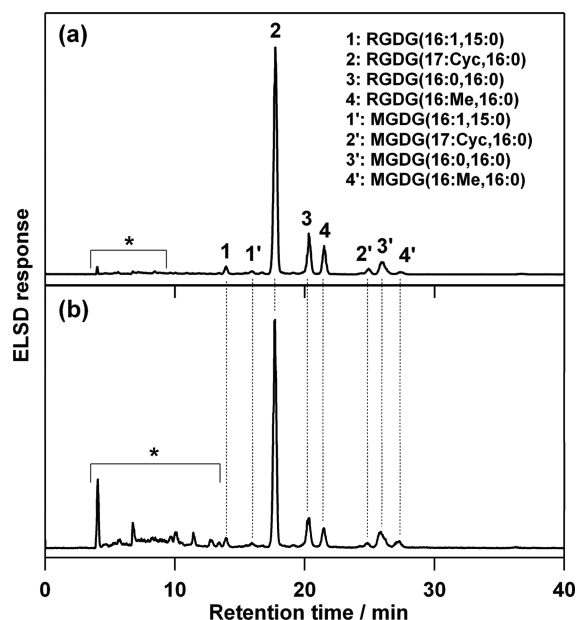 (a)
2
1: RGDG(16:1,15:0)
2: RGDG(17:Cyc,16:0)
3: RGDG(16:0,16:0)
4: RGDG(16:Me,16:0)
1': MGDG(16:1,15:0)
2': MGDG(17:Cyc,16:0)
3': MGDG(16:0,16:0)
4': MGDG(16:Me,16:0)
* 1 1' 3 4 2' 3' 4'
ELSD response
(b)
*
0 10 20 30 40
Retention time / min